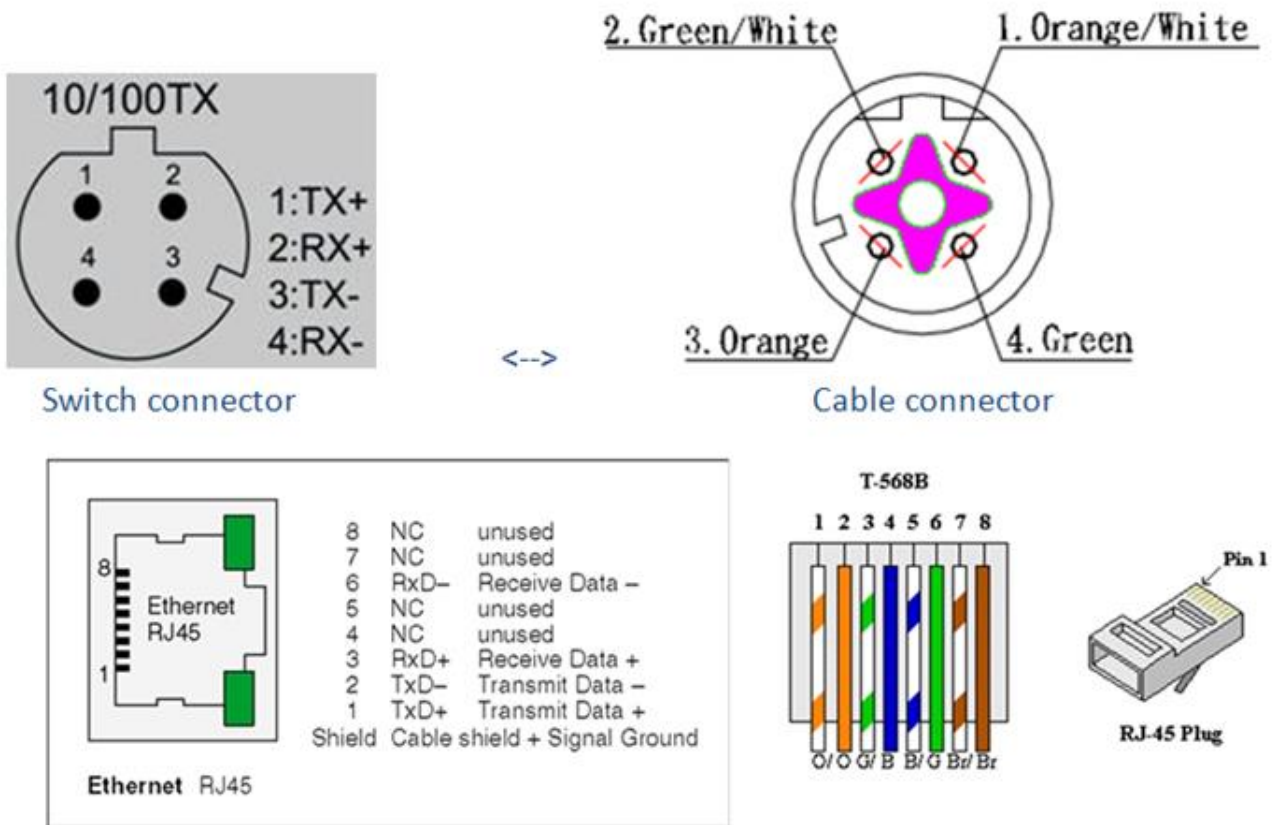 2.Green/White
1.Orange/White
10/100TX
1
2
4
3
1:TX+
2:RX+
3:TX-
4:RX-
3.Orange
4.Green
<-->
Switch connector
Cable connector
8
1
Ethernet
RJ45
8 NC unused
7 NC unused
6 RxD– Receive Data –
5 NC unused
4 NC unused
3 RxD+ Receive Data +
2 TxD– Transmit Data –
1 TxD+ Transmit Data +
Shield Cable shield + Signal Ground
Ethernet RJ45
T-568B
1 2 3 4 5 6 7 8
O/ O G/ B B/ G Br/ Br
Pin 1
RJ-45 Plug